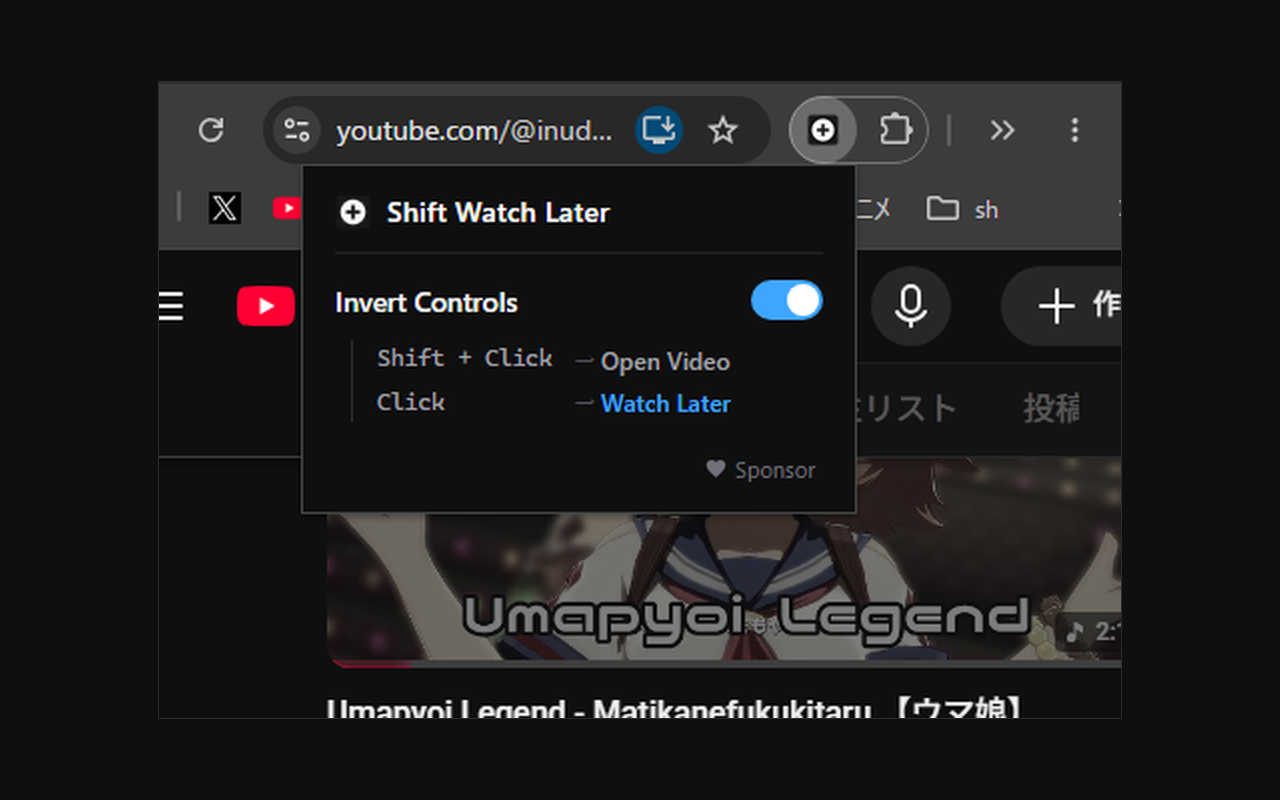 youtube.com/@inud...
Shift Watch Later
sh
Invert Controls
作
Shift + Click → Open Video
Click → Watch Later
リスト
投稿
Sponsor
Umapyoi Legend
Umapyoi Legend - Matikanefukukitaru 【ウマ娘】